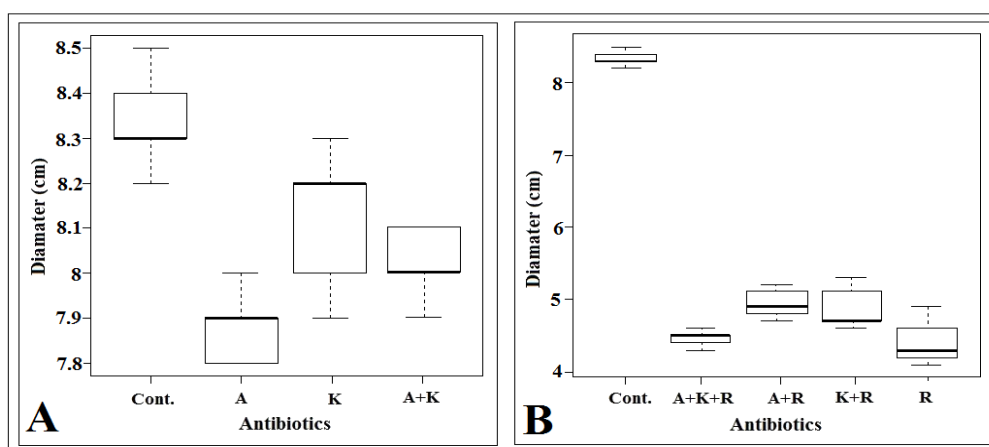 8.5
8.4
8.3
8.2
8.1
8
7.9
7.8
Diamater (cm)
Cont. A K A+K
Antibiotics
A
8
7
6
5
4
Diamater (cm)
Cont. A+K+R A+R K+R R
Antibiotics
B